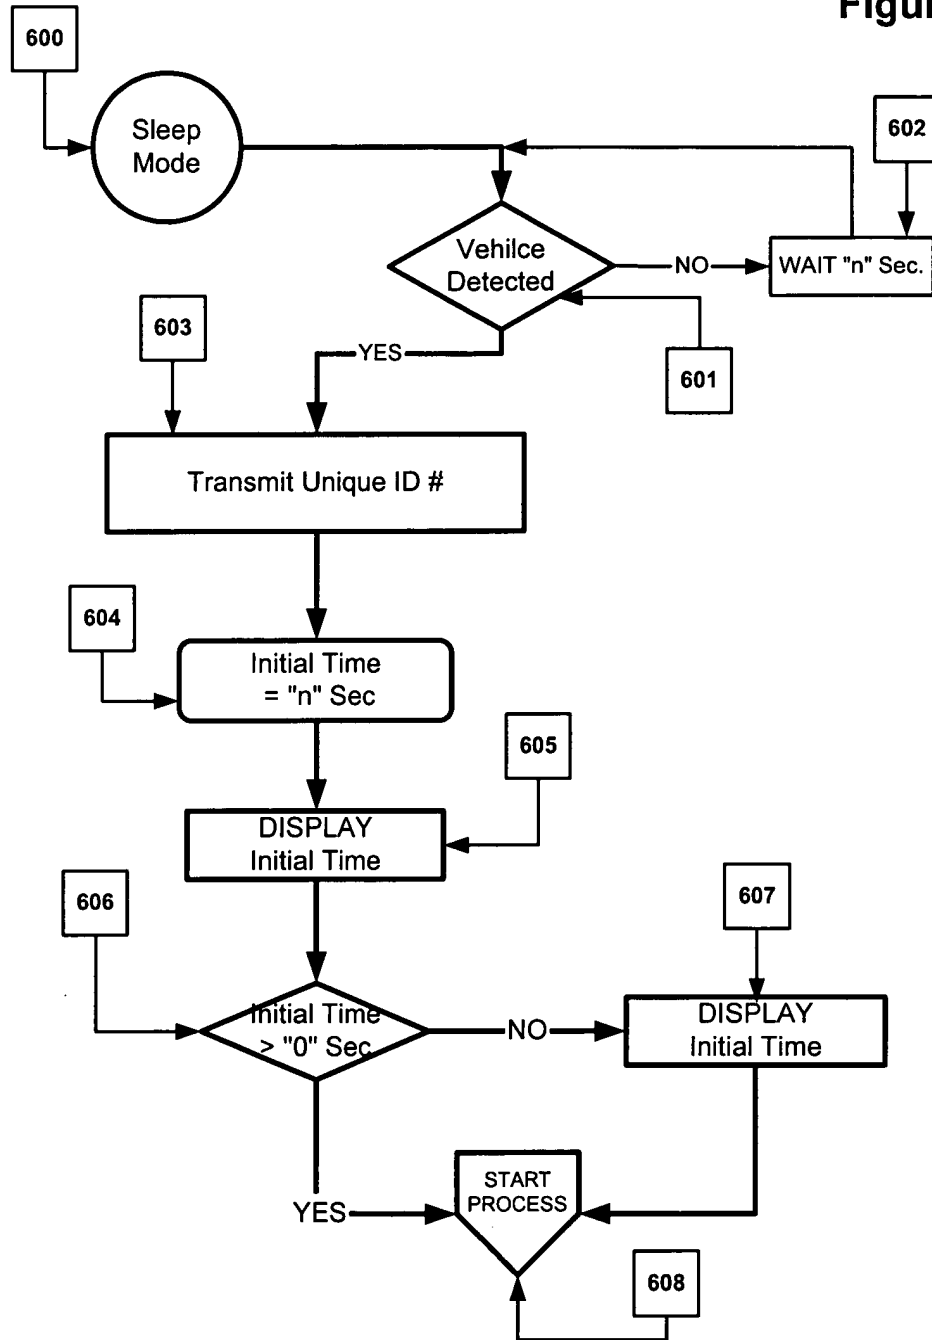 600
Sleep
Mode
602
Vehilce
Detected
NO
WAIT "n" Sec.
603
YES
601
Transmit Unique ID #
604
Initial Time
= "n" Sec
605
DISPLAY
Initial Time
606
607
Initial Time
> "0" Sec
NO
DISPLAY
Initial Time
START
PROCESS
YES
608